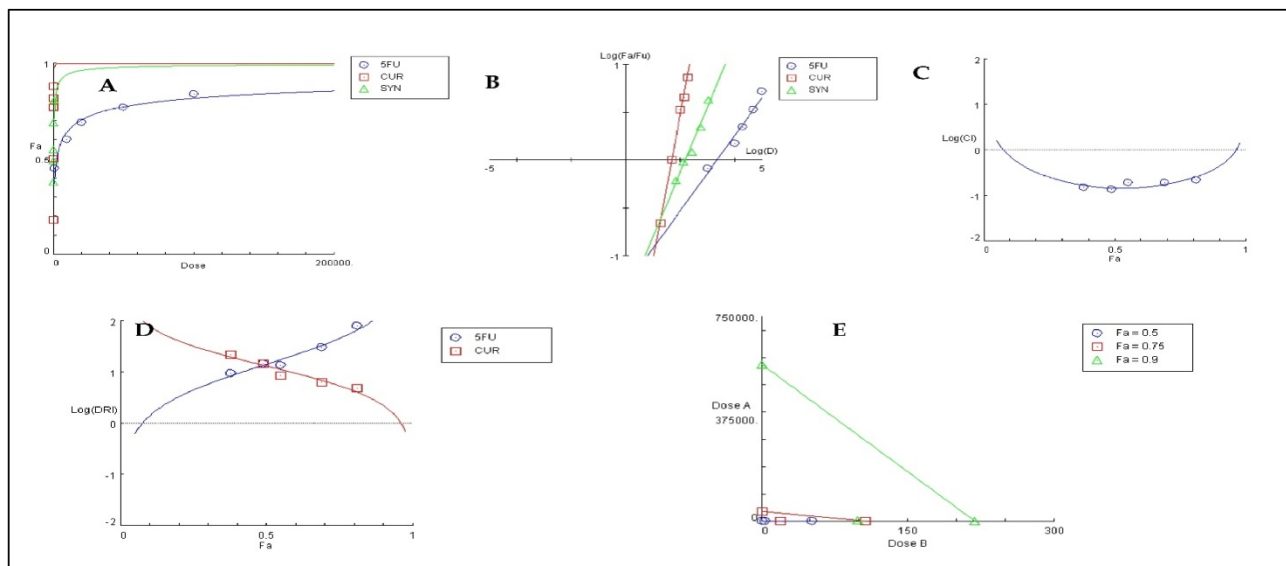 A
1
Fa
0.5
0
0
Dose
200000.
5FU
CUR
SYN
B
Log(Fa/Fu)
1
-5
Log(D)
5
-1
5FU
CUR
SYN
C
2
1
Log(CI)
0
-1
-2
0
0.5
Fa
1
D
2
1
Log(DRI)
0
-1
-2
0
0.5
Fa
1
5FU
CUR
E
750000.
Dose A
375000.
0
0
150
Dose B
300
Fa = 0.5
Fa = 0.75
Fa = 0.9